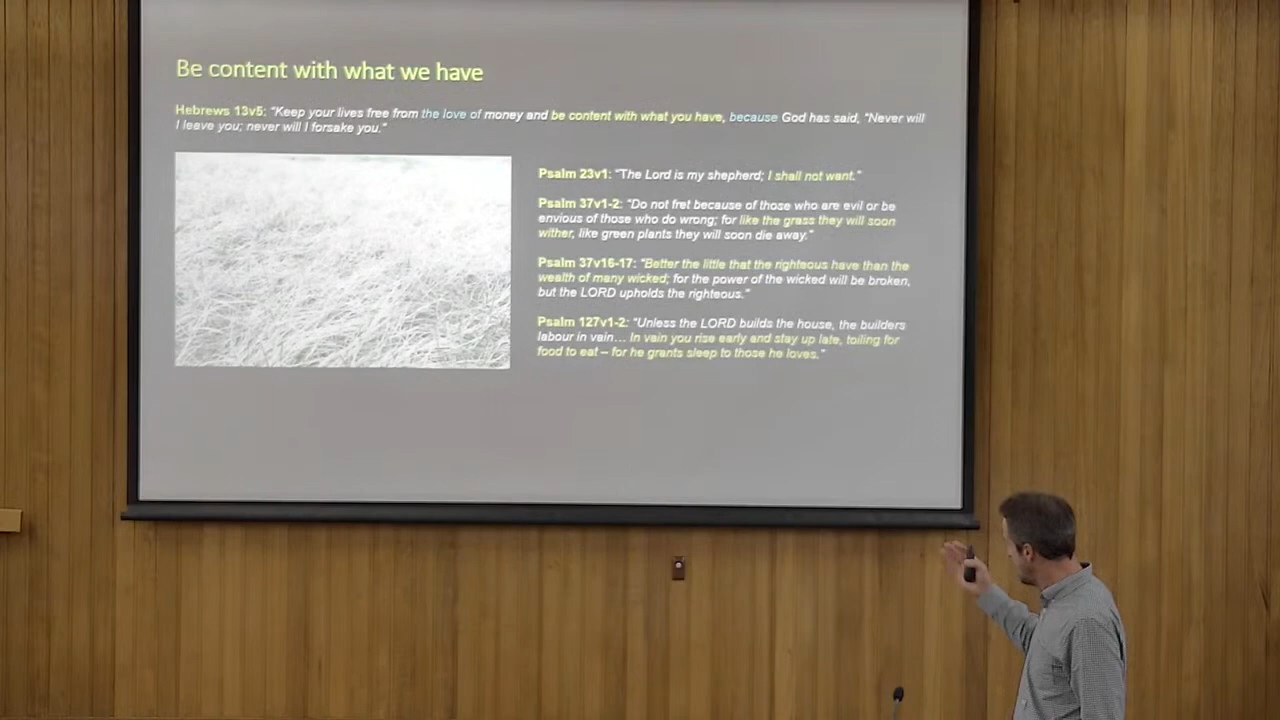 Be content with what we have
Hebrews 13v5: “Keep your lives free from the love of money and be content with what you have, because God has said, “Never will
I leave you; never will I forsake you.”
Psalm 23v1: “The Lord is my shepherd; I shall not want.”
Psalm 37v1-2: “Do not fret because of those who are evil or be
envious of those who do wrong; for like the grass they will soon
wither, like green plants they will soon die away.”
Psalm 37v16-17: “Better the little that the righteous have than the
wealth of many wicked; for the power of the wicked will be broken,
but the LORD upholds the righteous.”
Psalm 127v1-2: “Unless the LORD builds the house, the builders
labour in vain… In vain you rise early and stay up late, toiling for
food to eat – for he grants sleep to those he loves.”